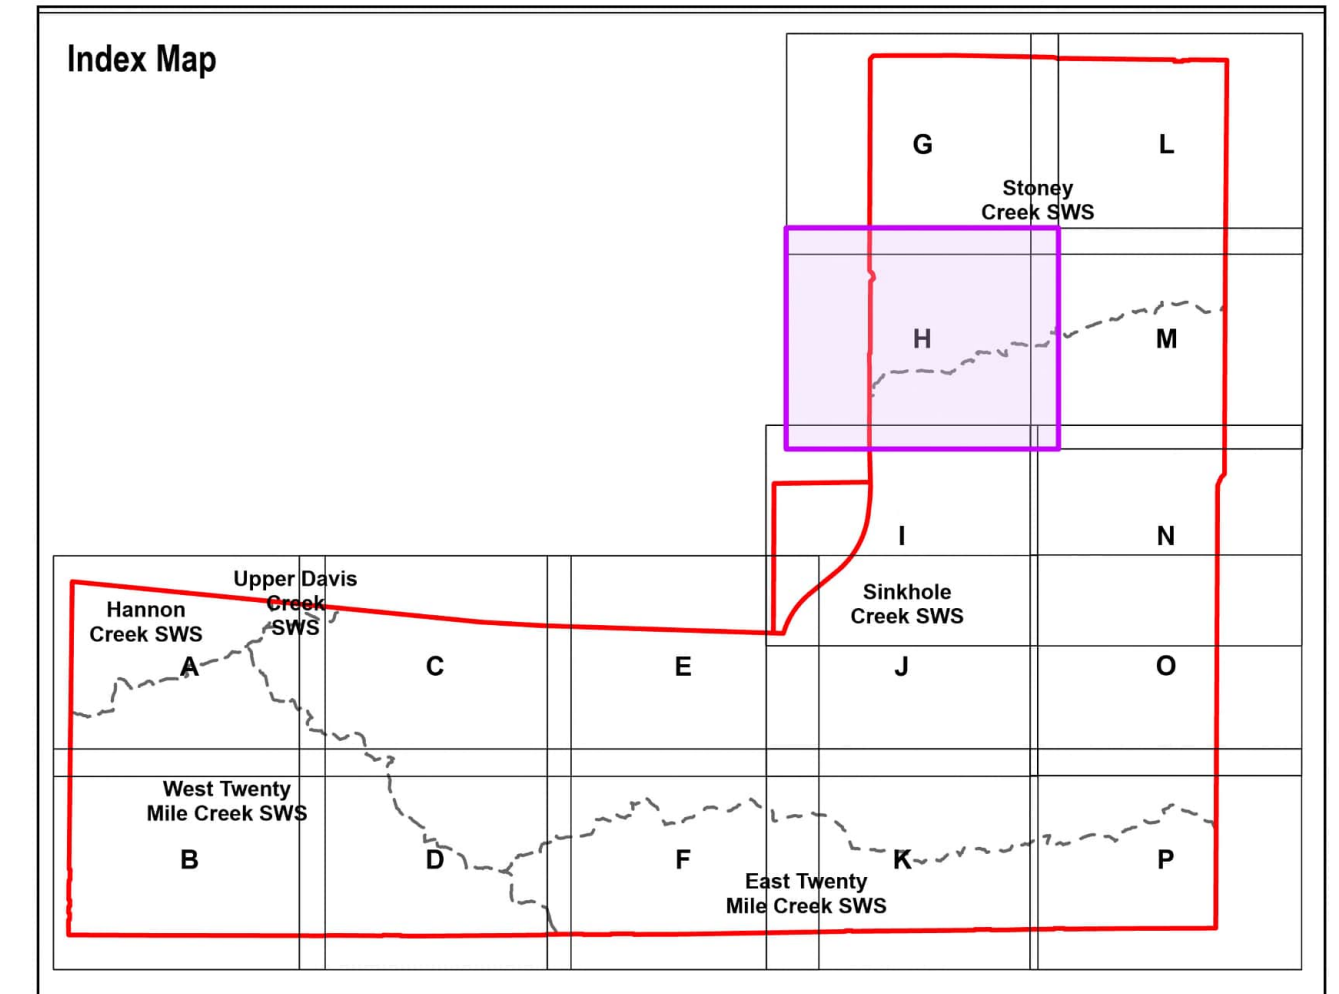 Index Map
G
L
Stoney
Creek SWS
H
M
I
N
Upper Davis
Creek
SWS
Hannon
Creek SWS
Sinkhole
Creek SWS
A
C
E
J
O
West Twenty
Mile Creek SWS
B
D
F
K
P
East Twenty
Mile Creek SWS